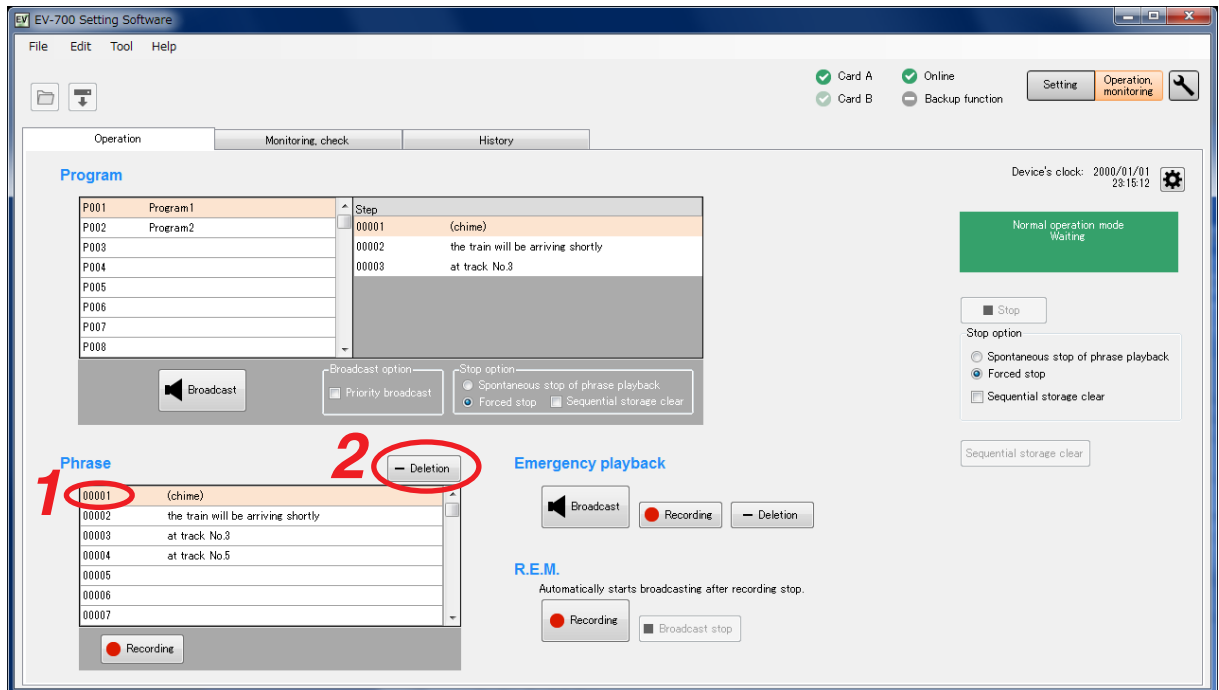 EV EV-700 Setting Software
File Edit Tool Help
Card A Online
Card B Backup function
Setting
Operation, monitoring
Operation Monitoring, check History
Device's clock: 2000/01/01
23:15:12
Program
P001 Program1
P002 Program2
P003
P004
P005
P006
P007
P008
Step
00001 (chime)
00002 the train will be arriving shortly
00003 at track No.3
Broadcast
Broadcast option
Priority broadcast
Stop option
Spontaneous stop of phrase playback
Forced stop Sequential storage clear
Normal operation mode
Waiting
Stop
Stop option
Spontaneous stop of phrase playback
Forced stop
Sequential storage clear
Sequential storage clear
Phrase
2
Deletion
1
00001 (chime)
00002 the train will be arriving shortly
00003 at track No.3
00004 at track No.5
00005
00006
00007
Recording
Emergency playback
Broadcast Recording Deletion
R.E.M.
Automatically starts broadcasting after recording stop.
Recording Broadcast stop